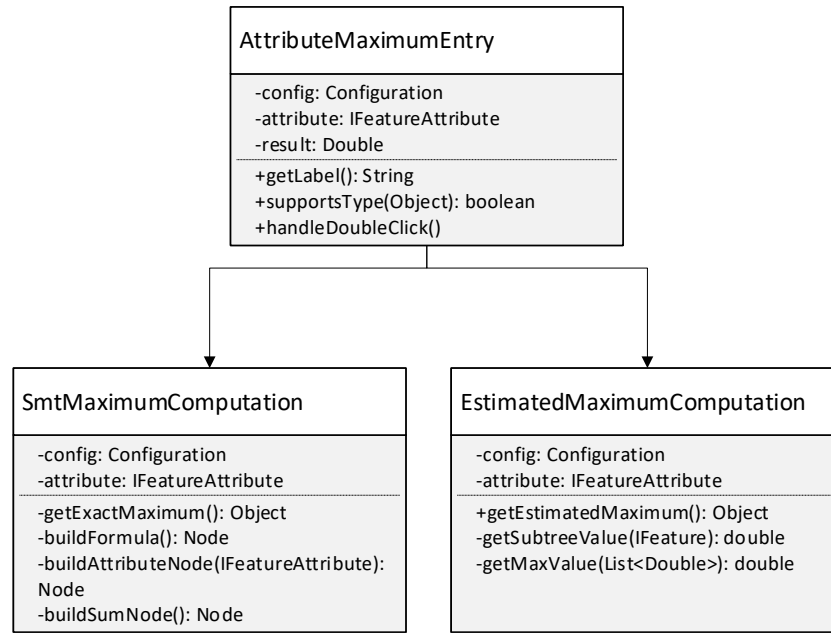 AttributeMaximumEntry
-config: Configuration
-attribute: IFeatureAttribute
-result: Double
+getLabel(): String
+supportsType(Object): boolean
+handleDoubleClick()
SmtMaximumComputation
-config: Configuration
-attribute: IFeatureAttribute
-getExactMaximum(): Object
-buildFormula(): Node
-buildAttributeNode(IFeatureAttribute):
Node
-buildSumNode(): Node
EstimatedMaximumComputation
-config: Configuration
-attribute: IFeatureAttribute
+getEstimatedMaximum(): Object
-getSubtreeValue(IFeature): double
-getMaxValue(List<Double>): double